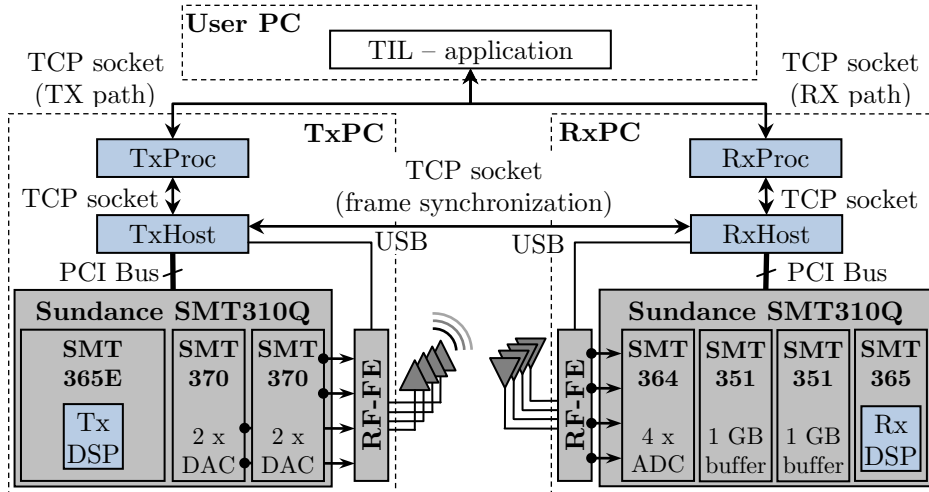 User PC
TIL – application
TCP socket
(TX path)
TCP socket
(RX path)
TxPC
RxPC
TxProc
RxProc
TCP socket
TCP socket
(frame synchronization)
TCP socket
TxHost
USB
USB
RxHost
PCI Bus
PCI Bus
Sundance SMT310Q
SMT
365E
Tx
DSP
SMT
370
2 x
DAC
SMT
370
2 x
DAC
RF-FE
RF-FE
Sundance SMT310Q
SMT
364
4 x
ADC
SMT
351
1 GB
buffer
SMT
351
1 GB
buffer
SMT
365
Rx
DSP